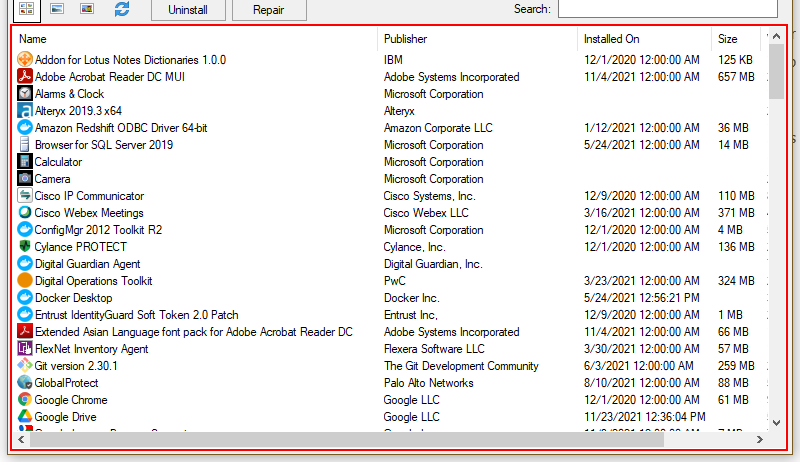 Uninstall Repair Search:
Name Publisher Installed On Size
Addon for Lotus Notes Dictionaries 1.0.0 IBM 12/1/2020 12:00:00 AM 125 KB
Adobe Acrobat Reader DC MUI Adobe Systems Incorporated 11/4/2021 12:00:00 AM 657 MB
Alarms & Clock Microsoft Corporation
Alteryx 2019.3 x64 Alteryx
Amazon Redshift ODBC Driver 64-bit Amazon Corporate LLC 1/12/2021 12:00:00 AM 36 MB
Browser for SQL Server 2019 Microsoft Corporation 5/24/2021 12:00:00 AM 14 MB
Calculator Microsoft Corporation
Camera Microsoft Corporation
Cisco IP Communicator Cisco Systems, Inc. 12/9/2020 12:00:00 AM 110 MB
Cisco Webex Meetings Cisco Webex LLC 3/16/2021 12:00:00 AM 371 MB
ConfigMgr 2012 Toolkit R2 Microsoft Corporation 12/1/2020 12:00:00 AM 4 MB
Cylance PROTECT Cylance, Inc. 12/1/2020 12:00:00 AM 136 MB
Digital Guardian Agent Digital Guardian, Inc.
Digital Operations Toolkit PwC 3/23/2021 12:00:00 AM 324 MB
Docker Desktop Docker Inc. 5/24/2021 12:56:21 PM
Entrust IdentityGuard Soft Token 2.0 Patch Entrust Inc, 12/9/2020 12:00:00 AM 1 MB
Extended Asian Language font pack for Adobe Acrobat Reader DC Adobe Systems Incorporated 11/4/2021 12:00:00 AM 66 MB
FlexNet Inventory Agent Flexera Software LLC 3/30/2021 12:00:00 AM 57 MB
Git version 2.30.1 The Git Development Community 6/3/2021 12:00:00 AM 259 MB
GlobalProtect Palo Alto Networks 8/10/2021 12:00:00 AM 88 MB
Google Chrome Google LLC 12/1/2020 12:00:00 AM 61 MB
Google Drive Google LLC 11/23/2021 12:36:04 PM